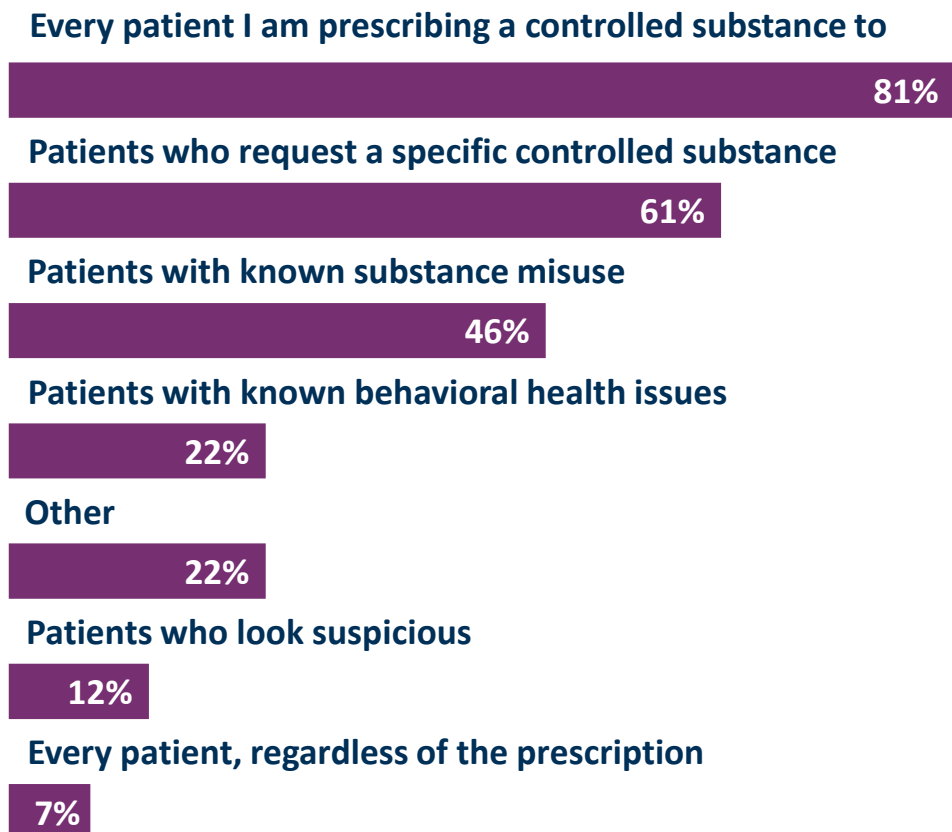 Every patient I am prescribing a controlled substance to
81%
Patients who request a specific controlled substance
61%
Patients with known substance misuse
46%
Patients with known behavioral health issues
22%
Other
22%
Patients who look suspicious
12%
Every patient, regardless of the prescription
7%